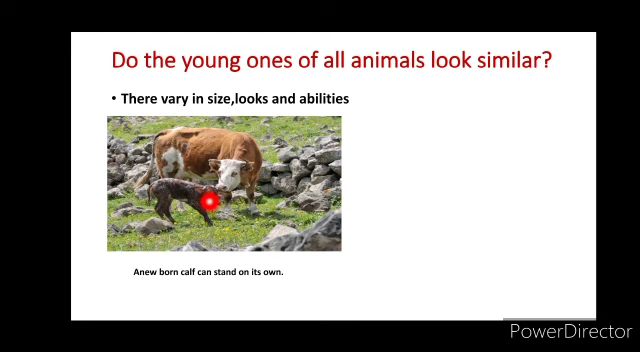 Do the young ones of all animals look similar?
• There vary in size,looks and abilities
Anew born calf can stand on its own.
PowerDirector